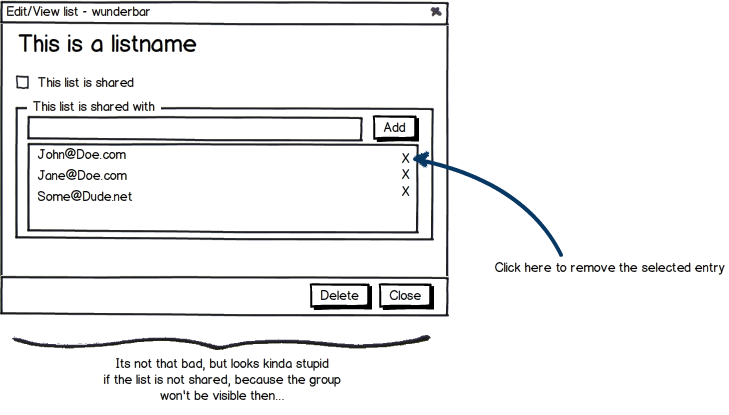 Edit/View list - wunderbar
This is a listname
This list is shared
This list is shared with
Add
John@Doe.com X
Jane@Doe.com X
Some@Dude.net X
Click here to remove the selected entry
Delete Close
Its not that bad, but looks kinda stupid
if the list is not shared, because the group
won't be visible then...